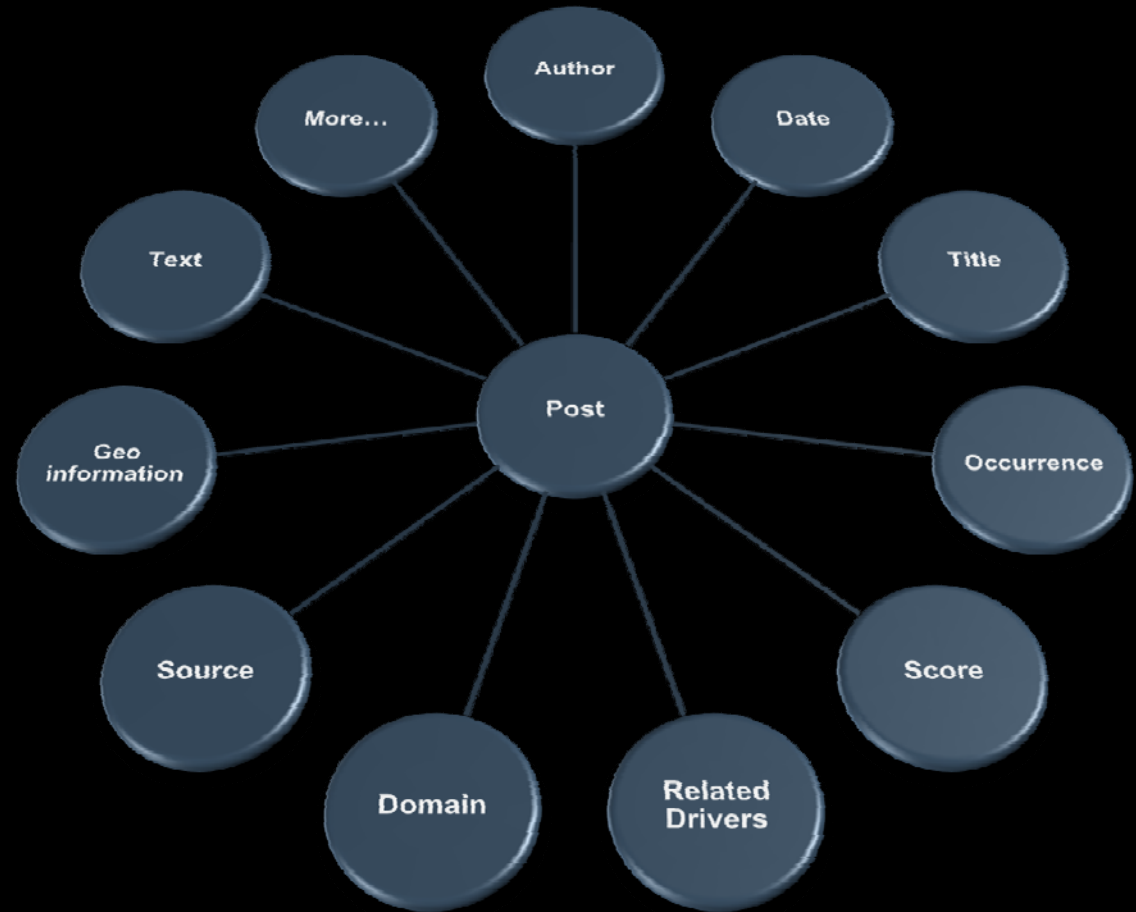 Author
More...
Date
Text
Title
Post
Geo
information
Occurrence
Source
Score
Domain
Related
Drivers